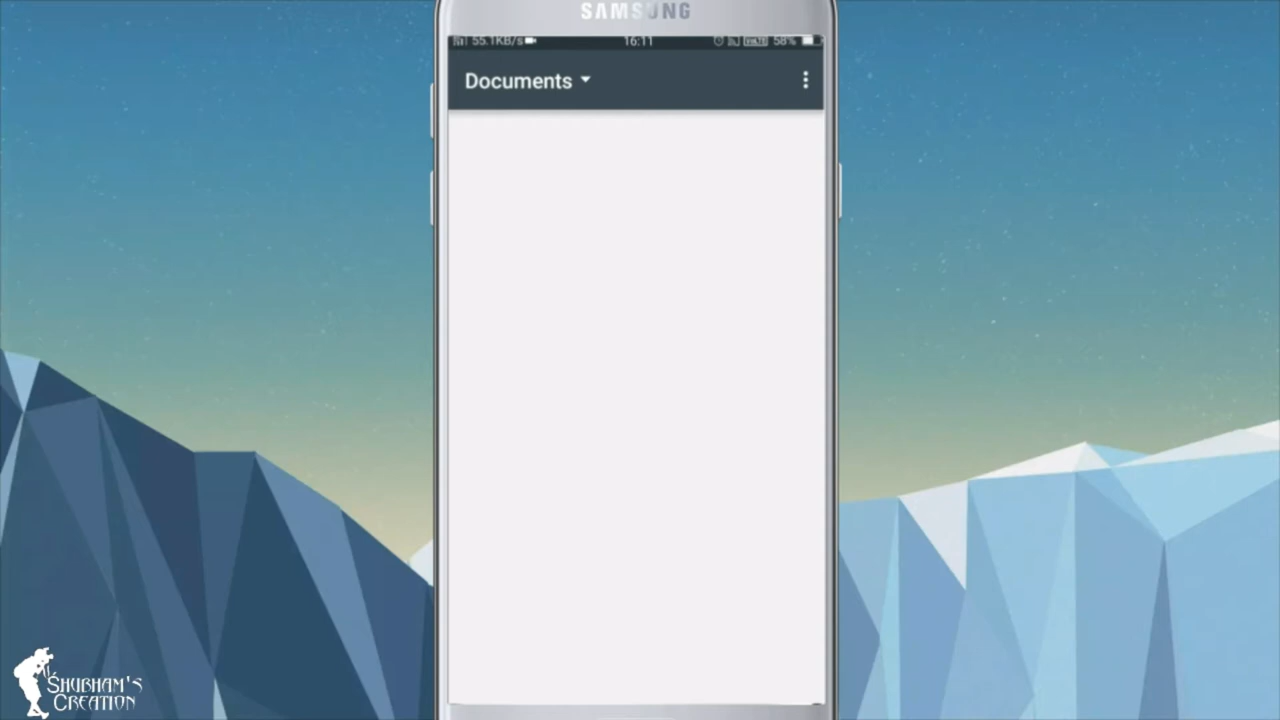 SAMSUNG
55.1KB/s 16:11 58%
Documents
SHUBHAM'S
CREATION